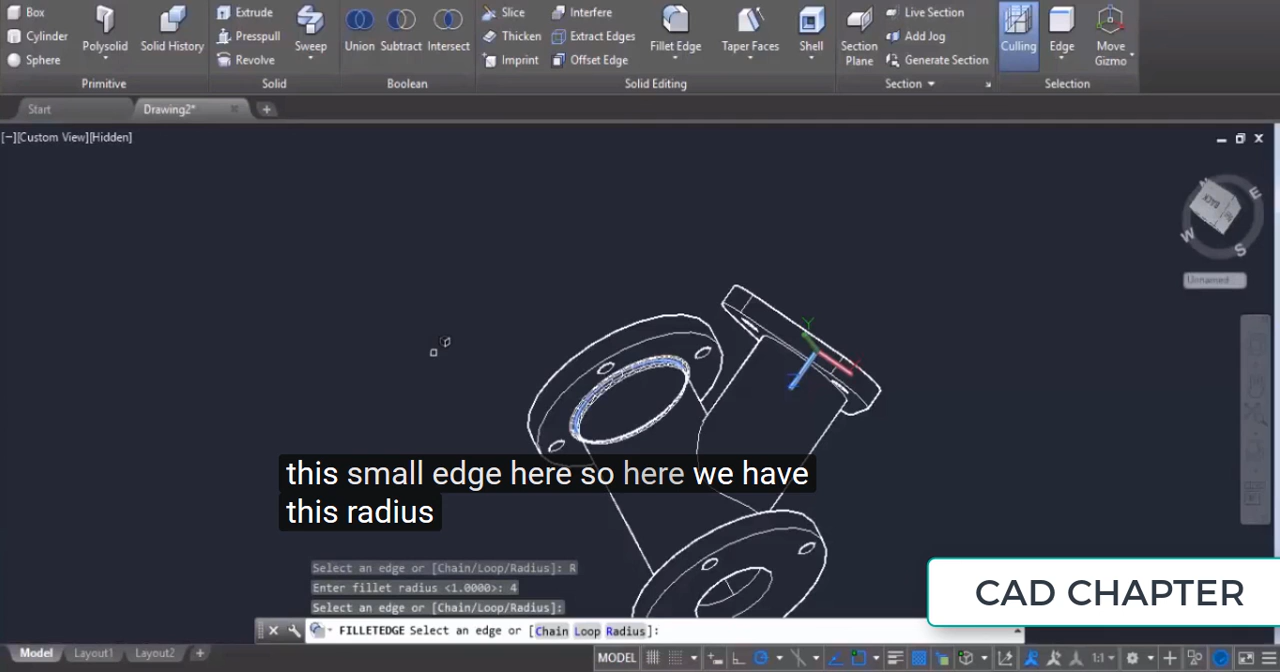 Box
Cylinder
Sphere
Polysolid
Solid History
Primitive
Extrude
Presspull
Revolve
Sweep
Solid
Union Subtract Intersect
Boolean
Slice
Thicken
Imprint
Interfere
Extract Edges
Offset Edge
Fillet Edge
Taper Faces
Shell
Solid Editing
Section
Plane
Live Section
Add Jog
Generate Section
Section
Culling
Edge
Move
Gizmo
Selection
Start
Drawing2*
[−][Custom View][Hidden]
BACK
E
W
S
Unnamed
Y
this small edge here so here we have
this radius
Select an edge or [Chain/Loop/Radius]: R
Enter fillet radius <1.0000>: 4
Select an edge or [Chain/Loop/Radius]:
FILLETEDGE Select an edge or [Chain Loop Radius]:
CAD CHAPTER
Model Layout1 Layout2 +
MODEL
1:1